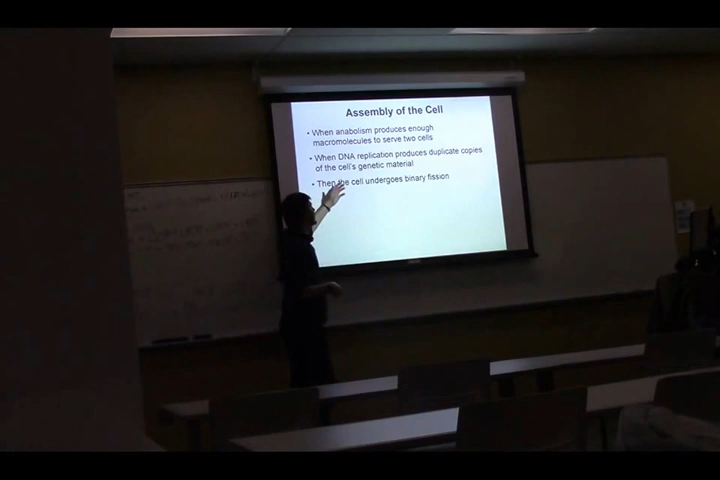 Assembly of the Cell
• When anabolism produces enough
macromolecules to serve two cells
• When DNA replication produces duplicate copies
of the cell's genetic material
• Then the cell undergoes binary fission